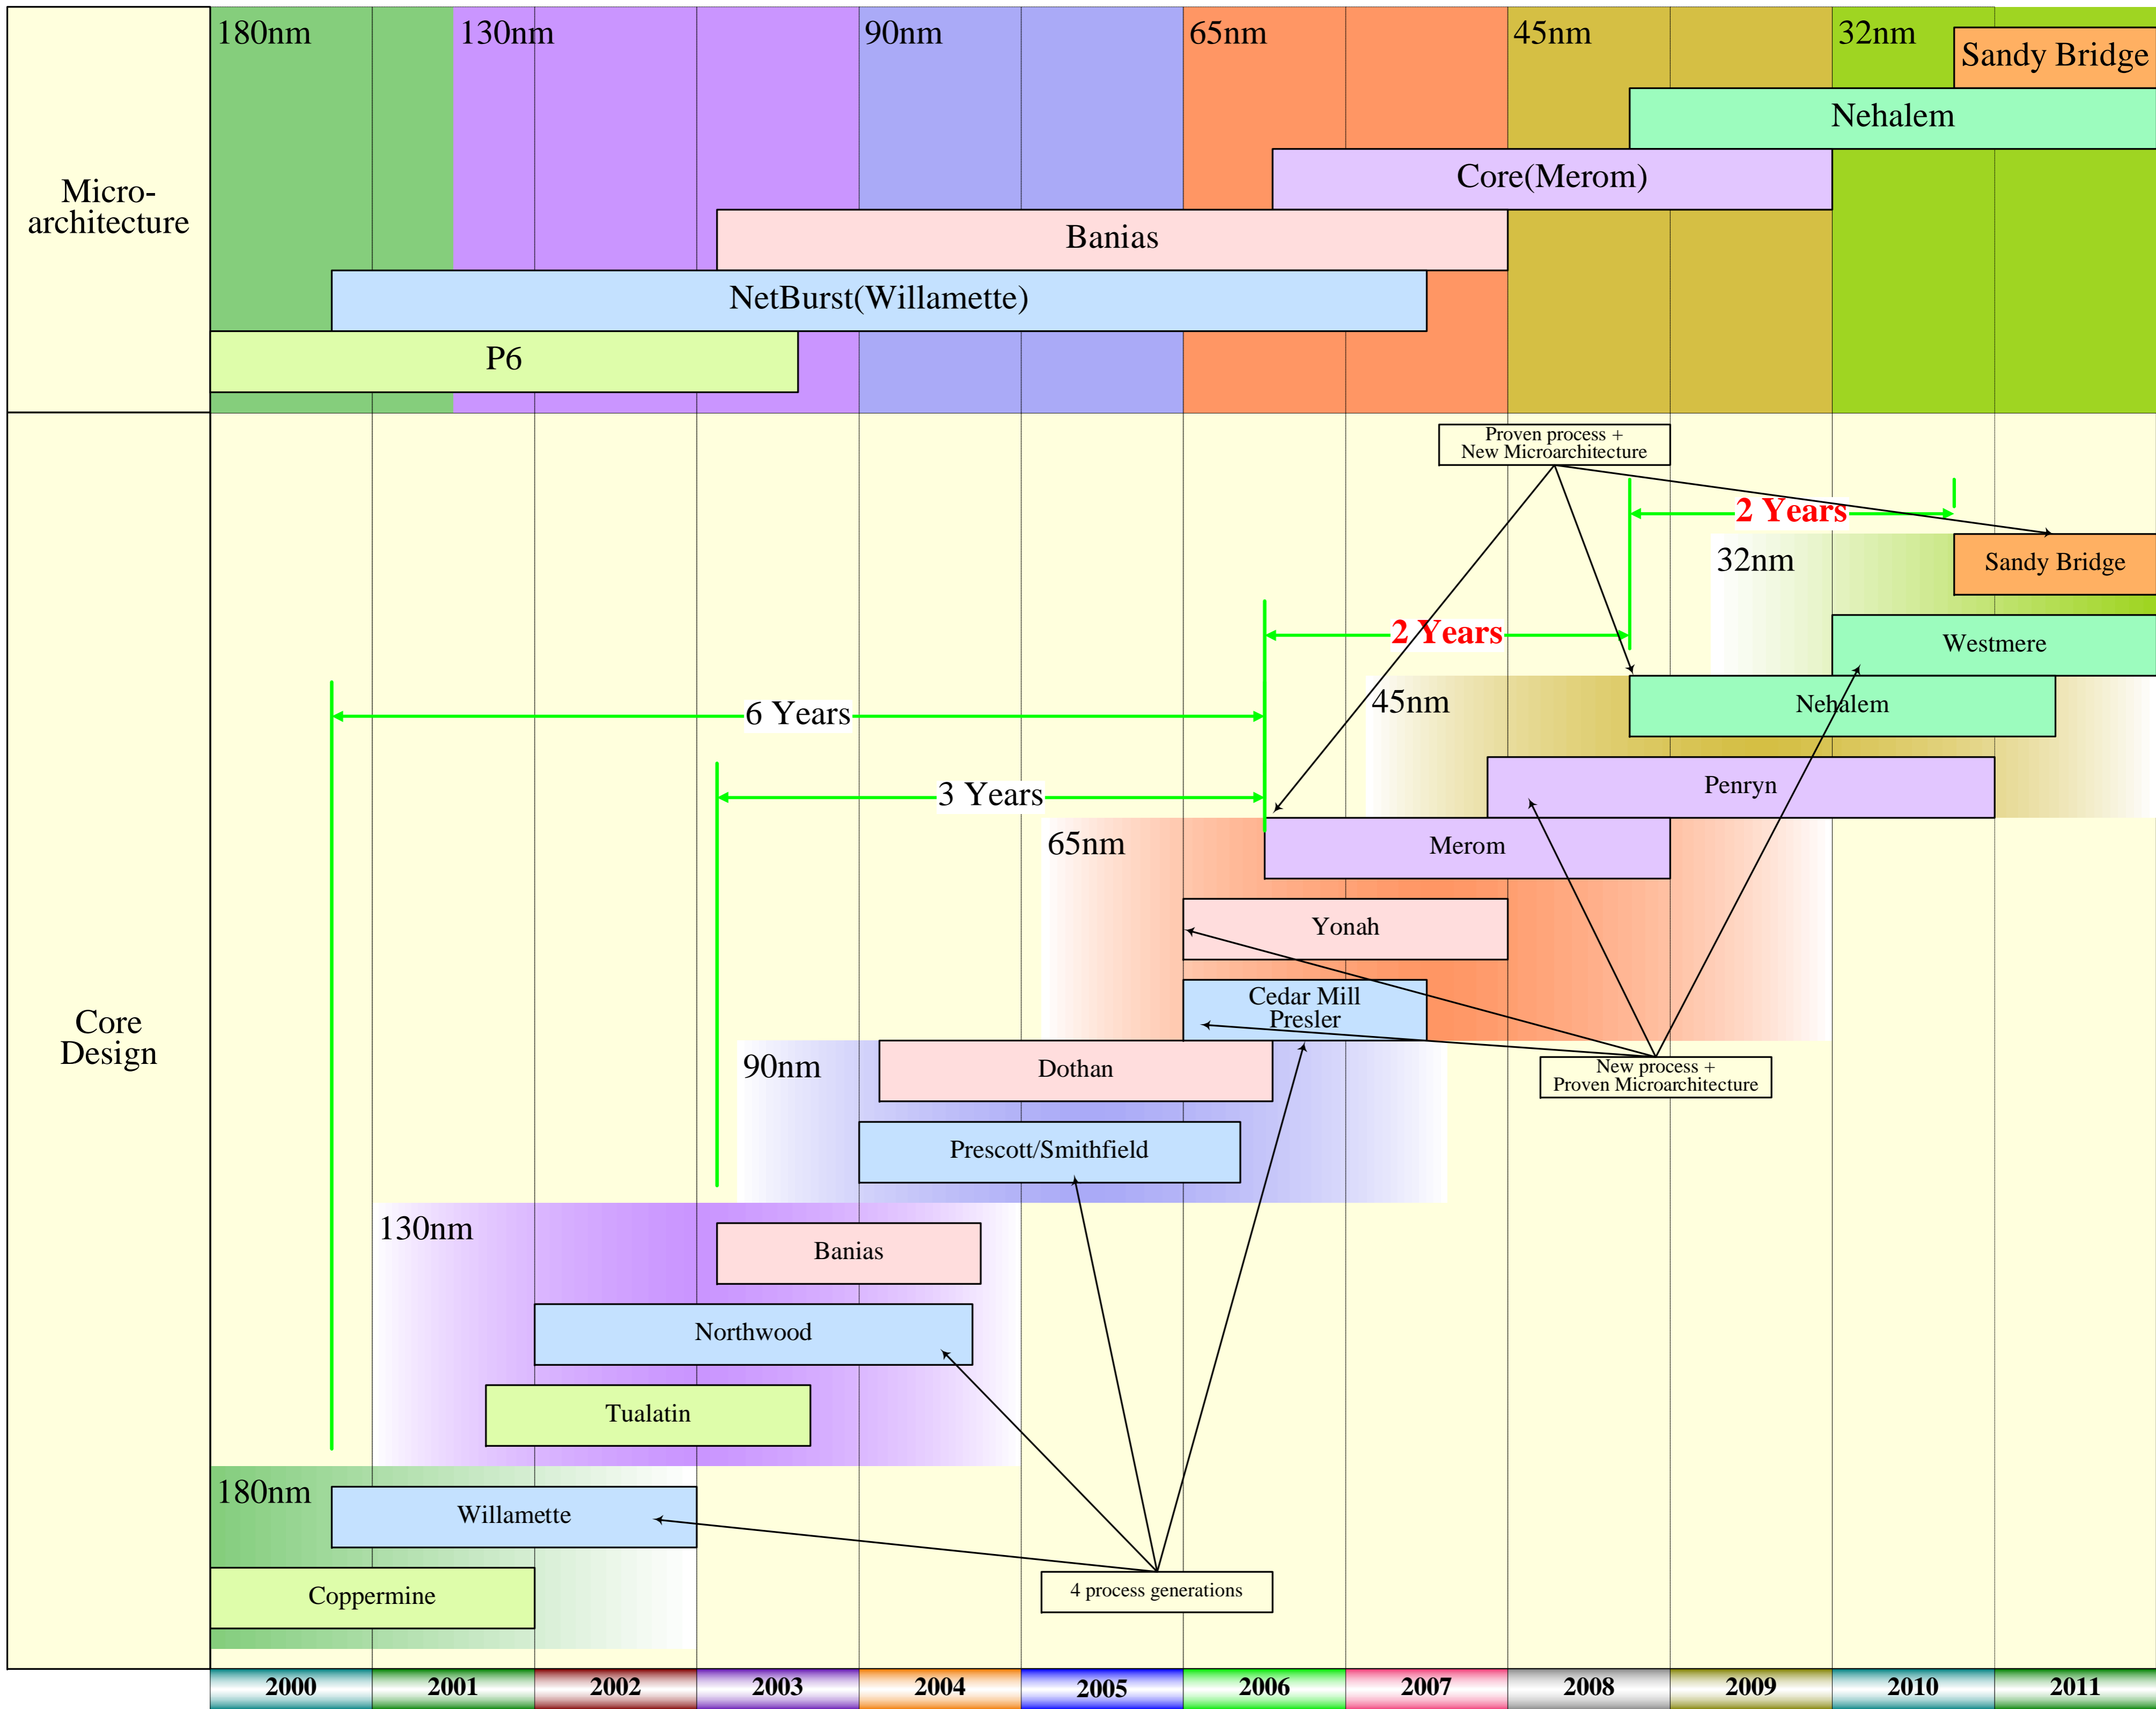 180nm
130nm
90nm
65nm
45nm
32nm
Sandy Bridge
Nehalem
Core(Merom)
Micro-
architecture
Banias
NetBurst(Willamette)
P6
Proven process +
New Microarchitecture
2 Years
32nm
Sandy Bridge
2 Years
Westmere
45nm
Nehalem
6 Years
Penryn
3 Years
65nm
Merom
Yonah
Cedar Mill
Presler
Core
Design
90nm
Dothan
New process +
Proven Microarchitecture
Prescott/Smithfield
130nm
Banias
Northwood
Tualatin
180nm
Willamette
4 process generations
Coppermine
2000
2001
2002
2003
2004
2005
2006
2007
2008
2009
2010
2011